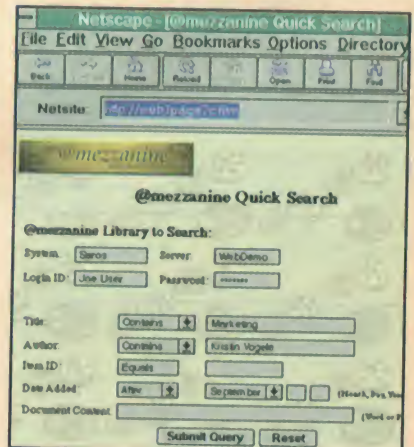 Netscape - [@mezzanine Quick Search]
File Edit View Go Bookmarks Options Directory
Back Home Reload Open Print Find
Netsite:
@mezzanine
@mezzanine Quick Search
@mezzanine Library to Search:
System: Saros Server: WebDemo
Login ID: Joe User Password: *******
Title: Contains Marketing
Author: Contains Kristin Vogele
Item ID: Equals
Date Added: After September (Month, Day,
Document Content:
Submit Query Reset